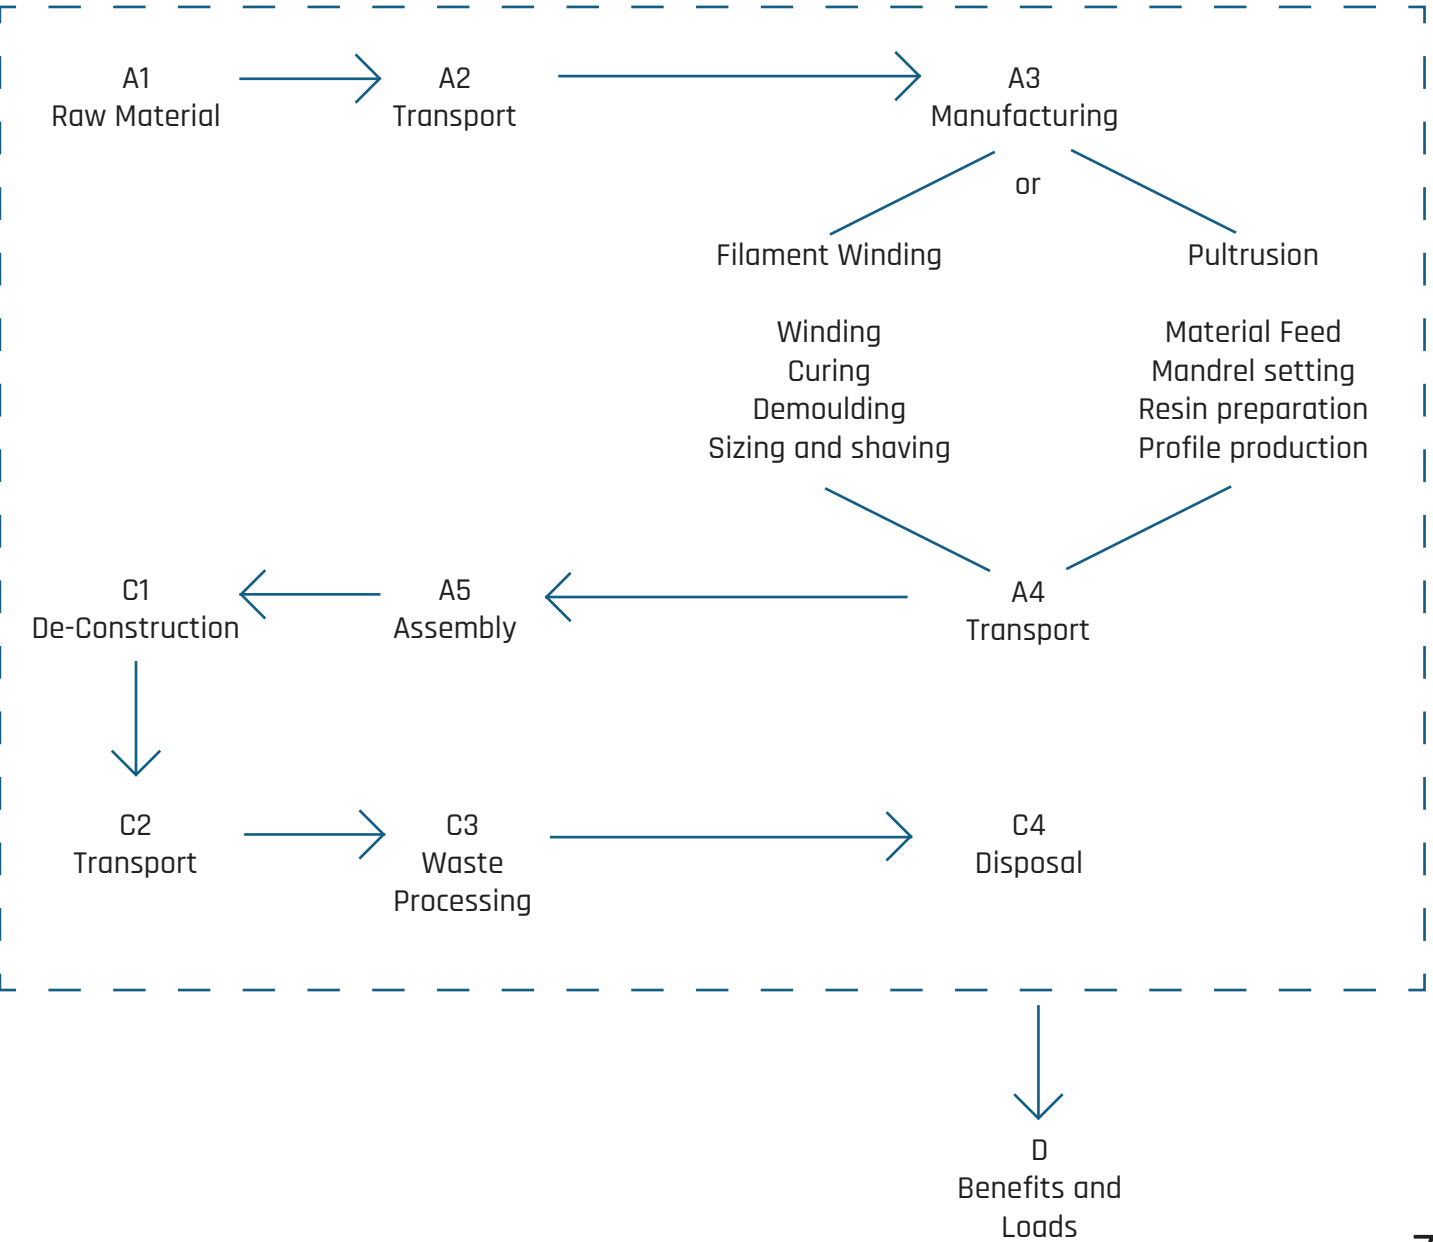 A1
Raw Material
A2
Transport
A3
Manufacturing
or
Filament Winding
Winding
Curing
Demoulding
Sizing and shaving
Pultrusion
Material Feed
Mandrel setting
Resin preparation
Profile production
A4
Transport
A5
Assembly
C1
De-Construction
C2
Transport
C3
Waste
Processing
C4
Disposal
D
Benefits and
Loads